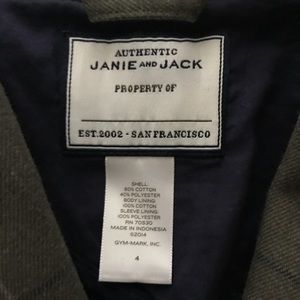 AUTHENTIC
JANIE AND JACK
PROPERTY OF
EST. 2002 - SAN FRANCISCO
SHELL:
60% COTTON
40% POLYESTER
BODY LINING:
100% COTTON
SLEEVE LINING:
100% POLYESTER
RN 70530
MADE IN INDONESIA
©2014
GYM-MARK, INC.
4